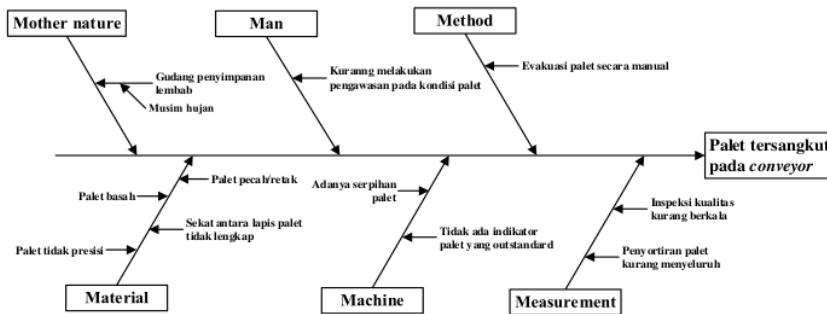 Mother nature
Man
Method
Gudang penyimpanan
lembab
Musim hujan
Kuranng melakukan
pengawasan pada kondisi palet
Evakuasi palet secara manual
Palet tersangkut
pada conveyor
Palet pecah/retak
Palet basah
Sekat antara lapis palet
tidak lengkap
Palet tidak presisi
Adanya serpihan
palet
Tidak ada indikator
palet yang outstandard
Inspeksi kualitas
kurang berkala
Penyortiran palet
kurang menyeluruh
Material
Machine
Measurement